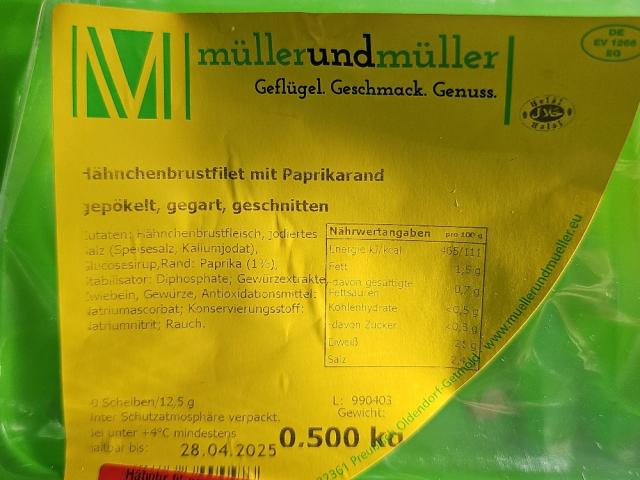 müllerundmüller
Geflügel. Geschmack. Genuss.
DE
EV 1266
EG
Halal
Halal
Hähnchenbrustfilet mit Paprikarand
gepökelt, gegart, geschnitten
Zutaten: Hähnchenbrustfleisch, jodiertes
Salz (Speisesalz, Kaliumjodat),
Glucosesirup,Rand: Paprika (1%),
Stabilisator: Diphosphate; Gewürzextrakte,
Zwiebeln, Gewürze, Antioxidationsmittel:
Natriumascorbat; Konservierungsstoff:
Natriumnitrit; Rauch.
Nährwertangaben pro 100 g
Energie kJ/kcal 465/111
Fett 1,5 g
-davon gesättigte
Fettsäuren 0,7 g
Kohlenhydrate <0,5 g
-davon Zucker <0,3 g
Eiweiß g
Salz
www.muellerundmueller.eu
Scheiben/12,5 g
Unter Schutzatmosphäre verpackt.
Bei unter +4°C mindestens
haltbar bis: 28.04.2025
L: 990403
Gewicht:
0.500 kg
32361 Preußisch Oldendorf-Getmold